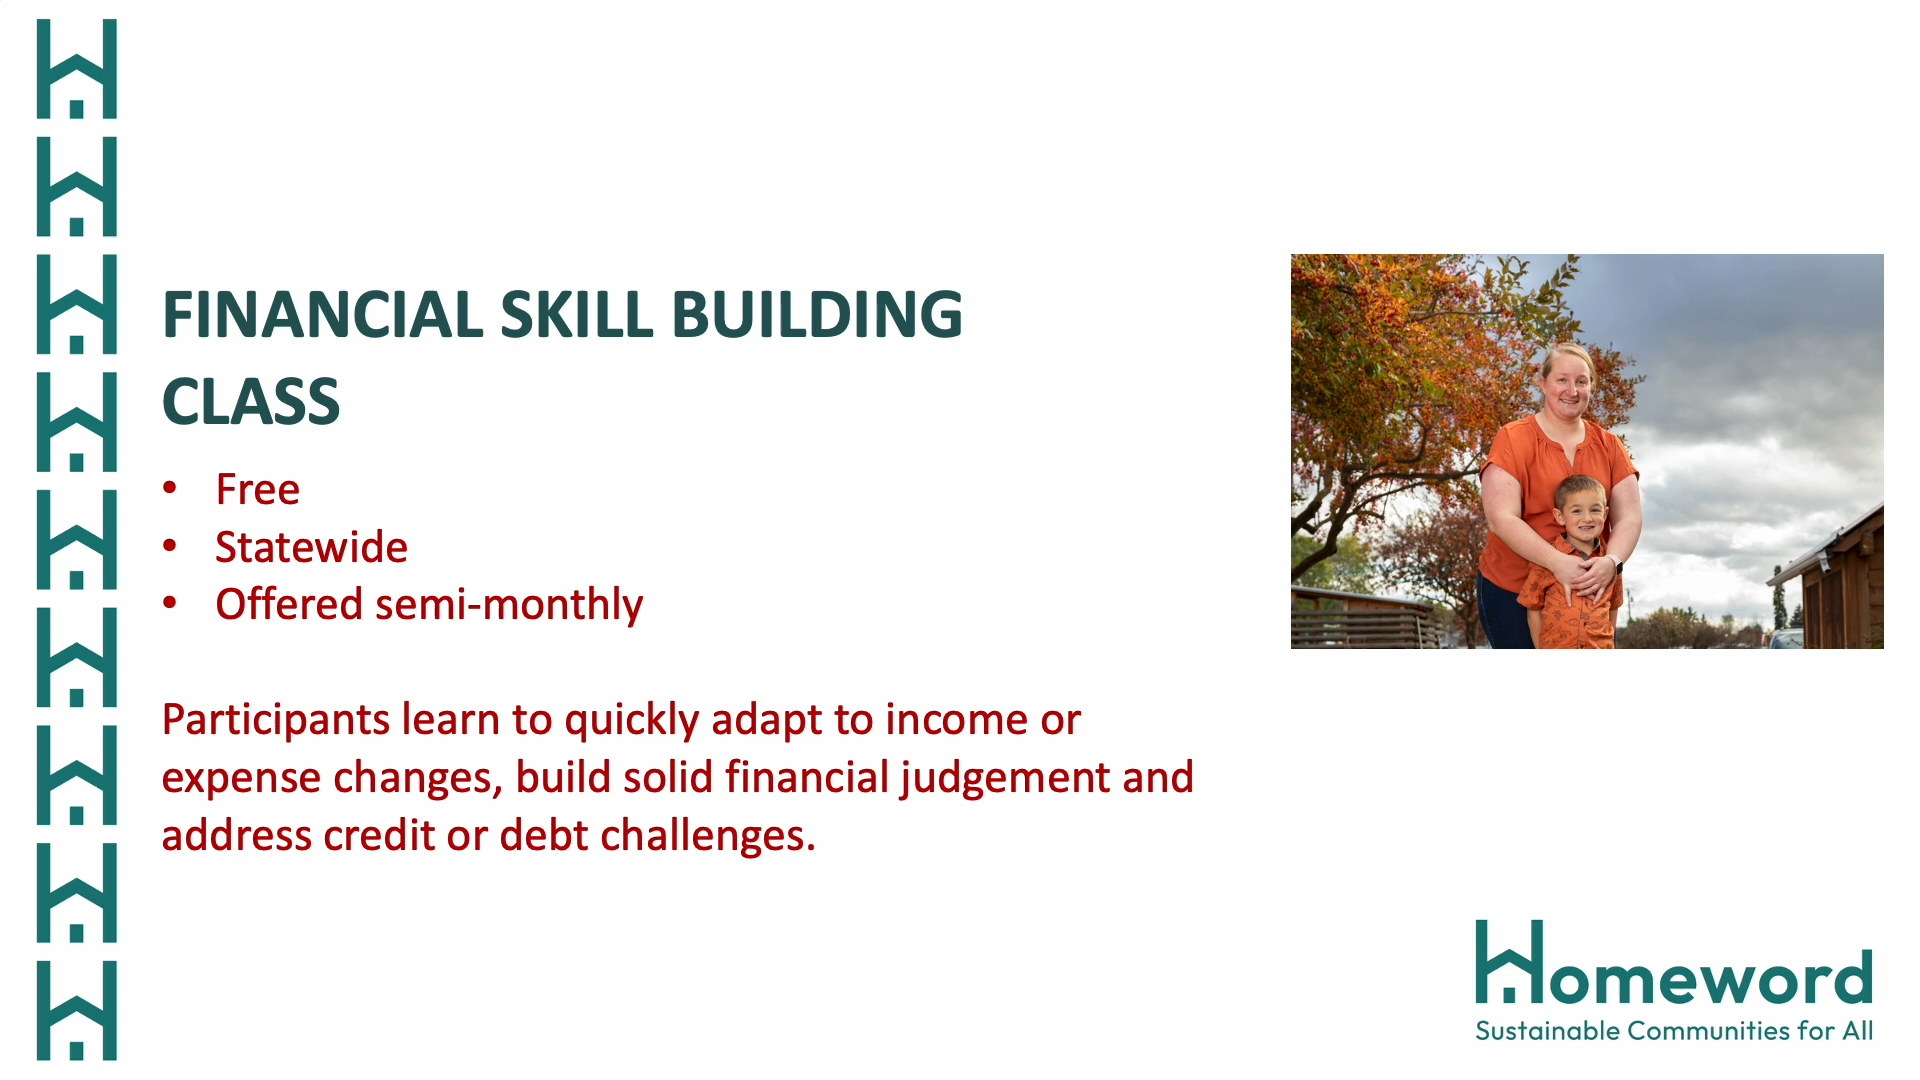 FINANCIAL SKILL BUILDING
CLASS
• Free
• Statewide
• Offered semi-monthly
Participants learn to quickly adapt to income or
expense changes, build solid financial judgement and
address credit or debt challenges.
Homeword
Sustainable Communities for All